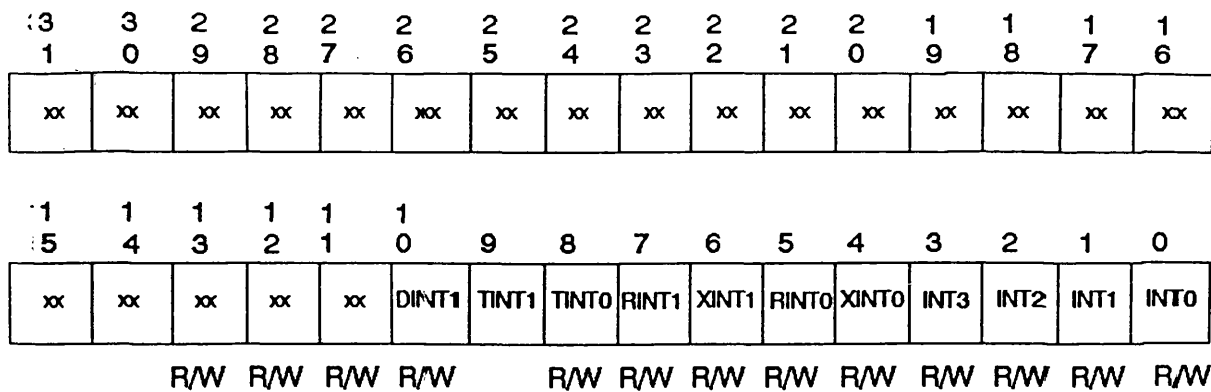 3 3 2 2 2 2 2 2 2 2 2 2 1 1 1 1
1 0 9 8 7 6 5 4 3 2 1 0 9 8 7 6
xx xx xx xx xx xx xx xx xx xx xx xx xx xx xx xx
1 1 1 1 1 1
5 4 3 2 1 0 9 8 7 6 5 4 3 2 1 0
xx xx xx xx xx DINT1 TINT1 TINT0 RINT1 XINT1 RINT0 XINT0 INT3 INT2 INT1 INT0
R/W R/W R/W R/W R/W R/W R/W R/W R/W R/W R/W R/W R/W